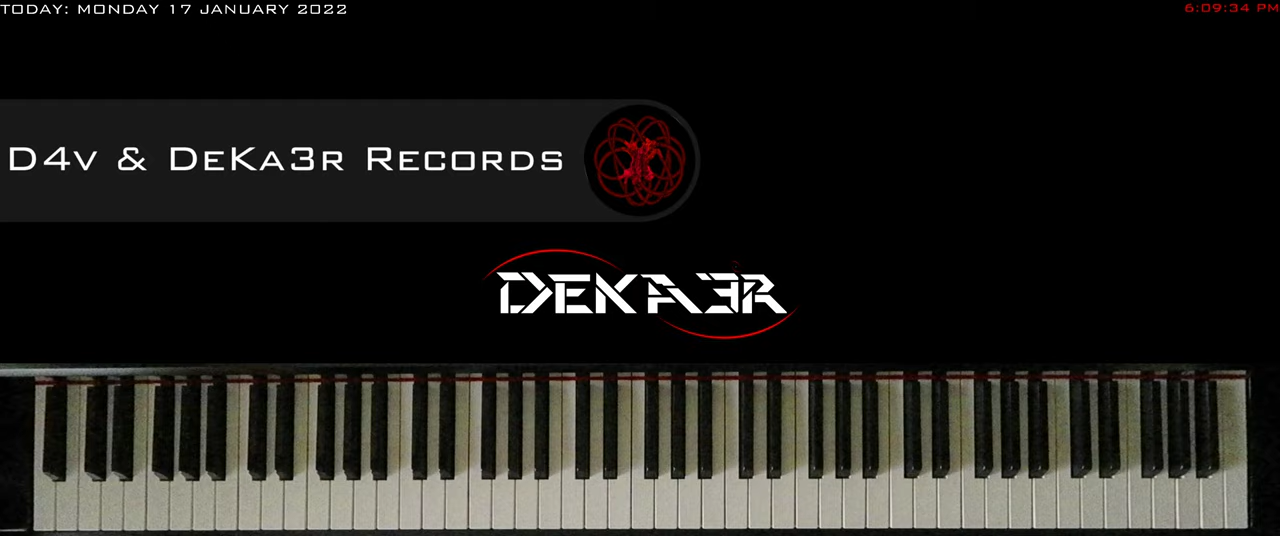 TODAY: MONDAY 17 JANUARY 2022
6:09:34 PM
D4v & DeKa3r Records
DEKA3R